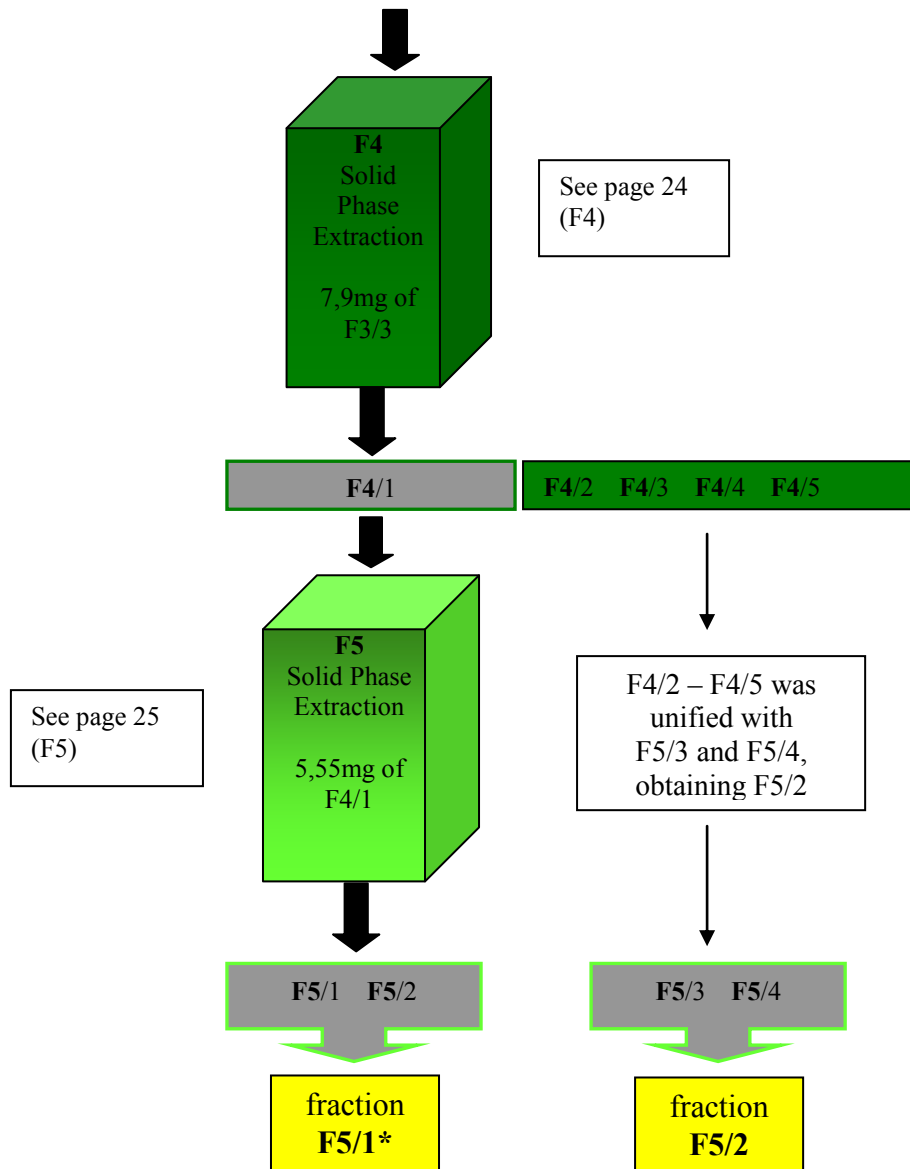 F4
Solid
Phase
Extraction
7,9mg of
F3/3
See page 24
(F4)
F4/1
F4/2 F4/3 F4/4 F4/5
F5
Solid Phase
Extraction
5,55mg of
F4/1
See page 25
(F5)
F4/2 – F4/5 was
unified with
F5/3 and F5/4,
obtaining F5/2
F5/1 F5/2
F5/3 F5/4
fraction
F5/1*
fraction
F5/2